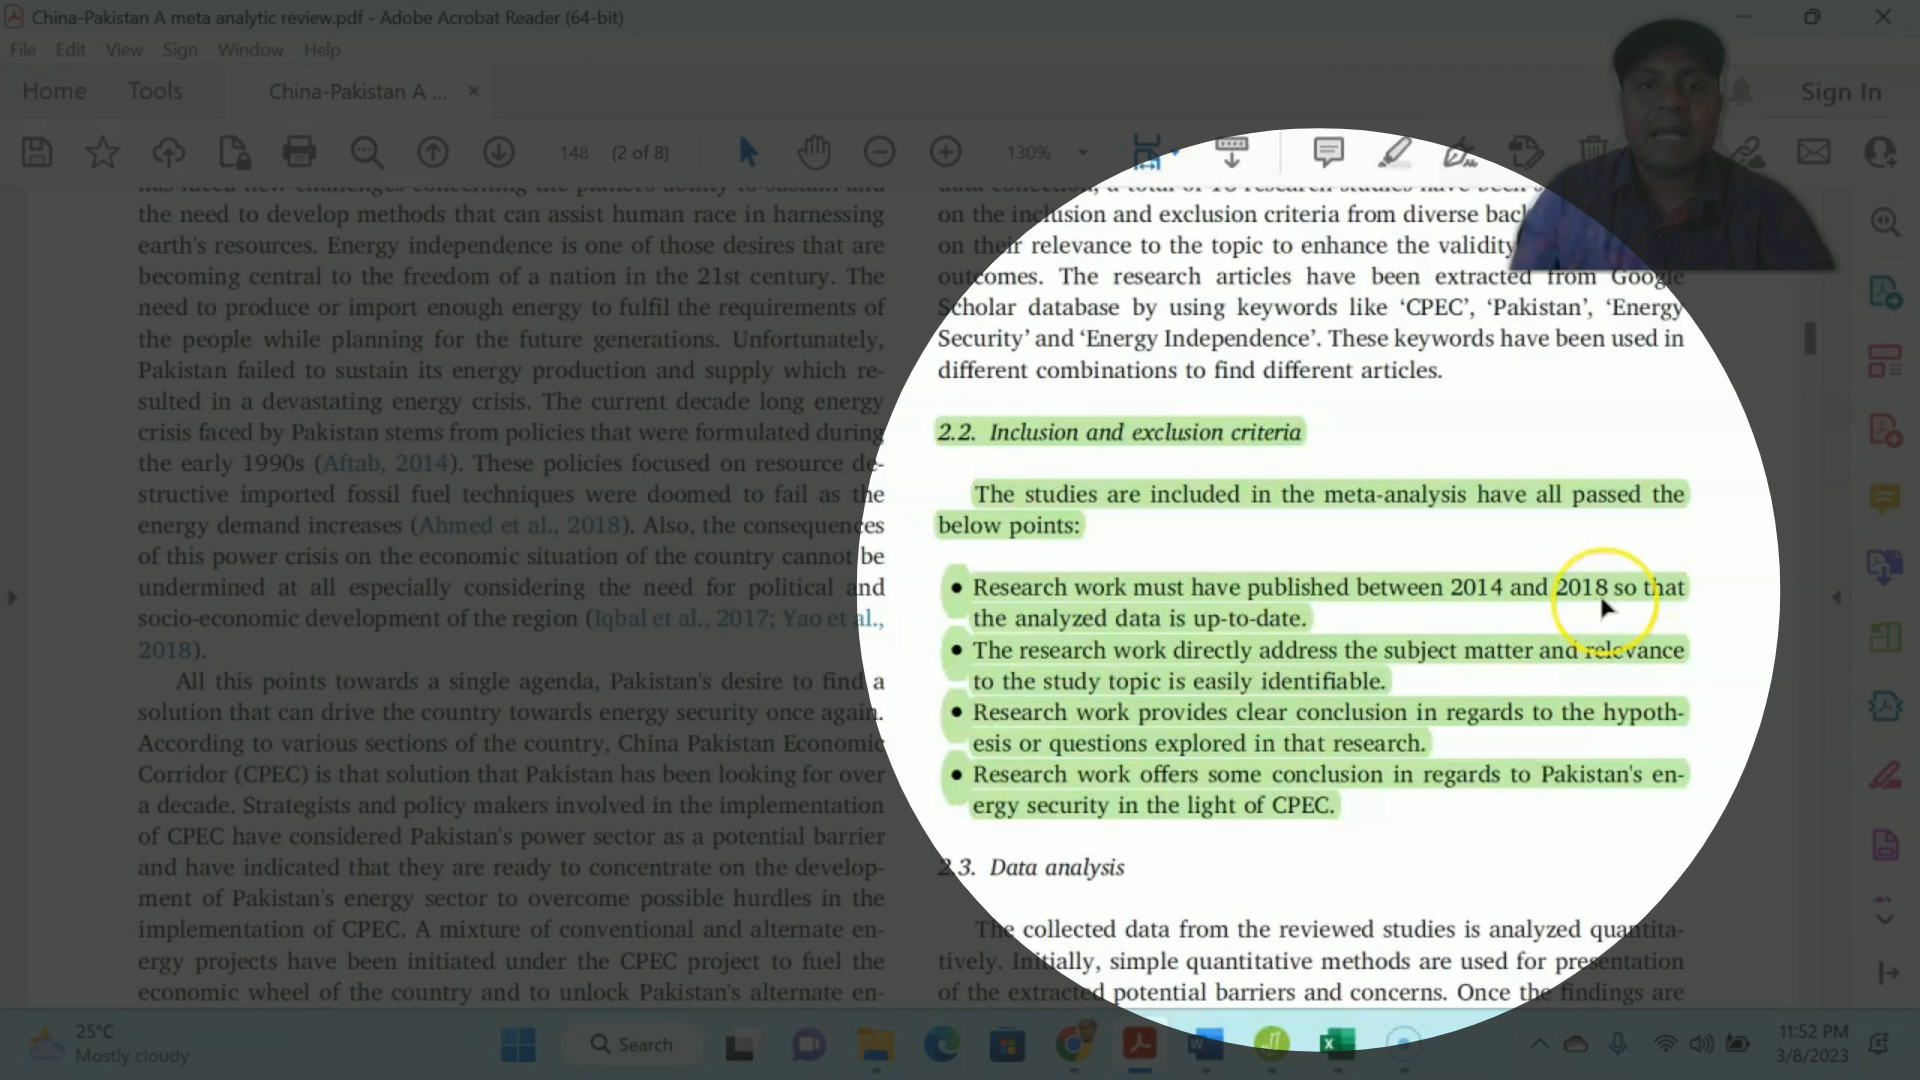 China-Pakistan A meta analytic review.pdf - Adobe Acrobat Reader (64-bit)
File Edit View Sign Window Help
Home Tools China-Pakistan A ... × Sign In
148 (2 of 8) 130%
has faced new challenges concerning the planet's ability to sustain and
the need to develop methods that can assist human race in harnessing
earth's resources. Energy independence is one of those desires that are
becoming central to the freedom of a nation in the 21st century. The
need to produce or import enough energy to fulfil the requirements of
the people while planning for the future generations. Unfortunately,
Pakistan failed to sustain its energy production and supply which re-
sulted in a devastating energy crisis. The current decade long energy
crisis faced by Pakistan stems from policies that were formulated during
the early 1990s (Aftab, 2014). These policies focused on resource de-
structive imported fossil fuel techniques were doomed to fail as the
energy demand increases (Ahmed et al., 2018). Also, the consequences
of this power crisis on the economic situation of the country cannot be
undermined at all especially considering the need for political and
socio-economic development of the region (Iqbal et al., 2017; Yao et al.,
2018).
All this points towards a single agenda, Pakistan's desire to find a
solution that can drive the country towards energy security once again.
According to various sections of the country, China Pakistan Economic
Corridor (CPEC) is that solution that Pakistan has been looking for over
a decade. Strategists and policy makers involved in the implementation
of CPEC have considered Pakistan's power sector as a potential barrier
and have indicated that they are ready to concentrate on the develop-
ment of Pakistan's energy sector to overcome possible hurdles in the
implementation of CPEC. A mixture of conventional and alternate en-
ergy projects have been initiated under the CPEC project to fuel the
economic wheel of the country and to unlock Pakistan's alternate en-
data collection, a total of research studies have been
on the inclusion and exclusion criteria from diverse
on their relevance to the topic to enhance the validity
outcomes. The research articles have been extracted from Google
Scholar database by using keywords like ‘CPEC’, ‘Pakistan’, ‘Energy
Security’ and ‘Energy Independence’. These keywords have been used in
different combinations to find different articles.
2.2. Inclusion and exclusion criteria
The studies are included in the meta-analysis have all passed the
below points:
• Research work must have published between 2014 and 2018 so that
the analyzed data is up-to-date.
• The research work directly address the subject matter and relevance
to the study topic is easily identifiable.
• Research work provides clear conclusion in regards to the hypoth-
esis or questions explored in that research.
• Research work offers some conclusion in regards to Pakistan's en-
ergy security in the light of CPEC.
2.3. Data analysis
The collected data from the reviewed studies is analyzed quantita-
tively. Initially, simple quantitative methods are used for presentation
of the extracted potential barriers and concerns. Once the findings are
25°C
Mostly cloudy
Search
11:52 PM
3/8/2023